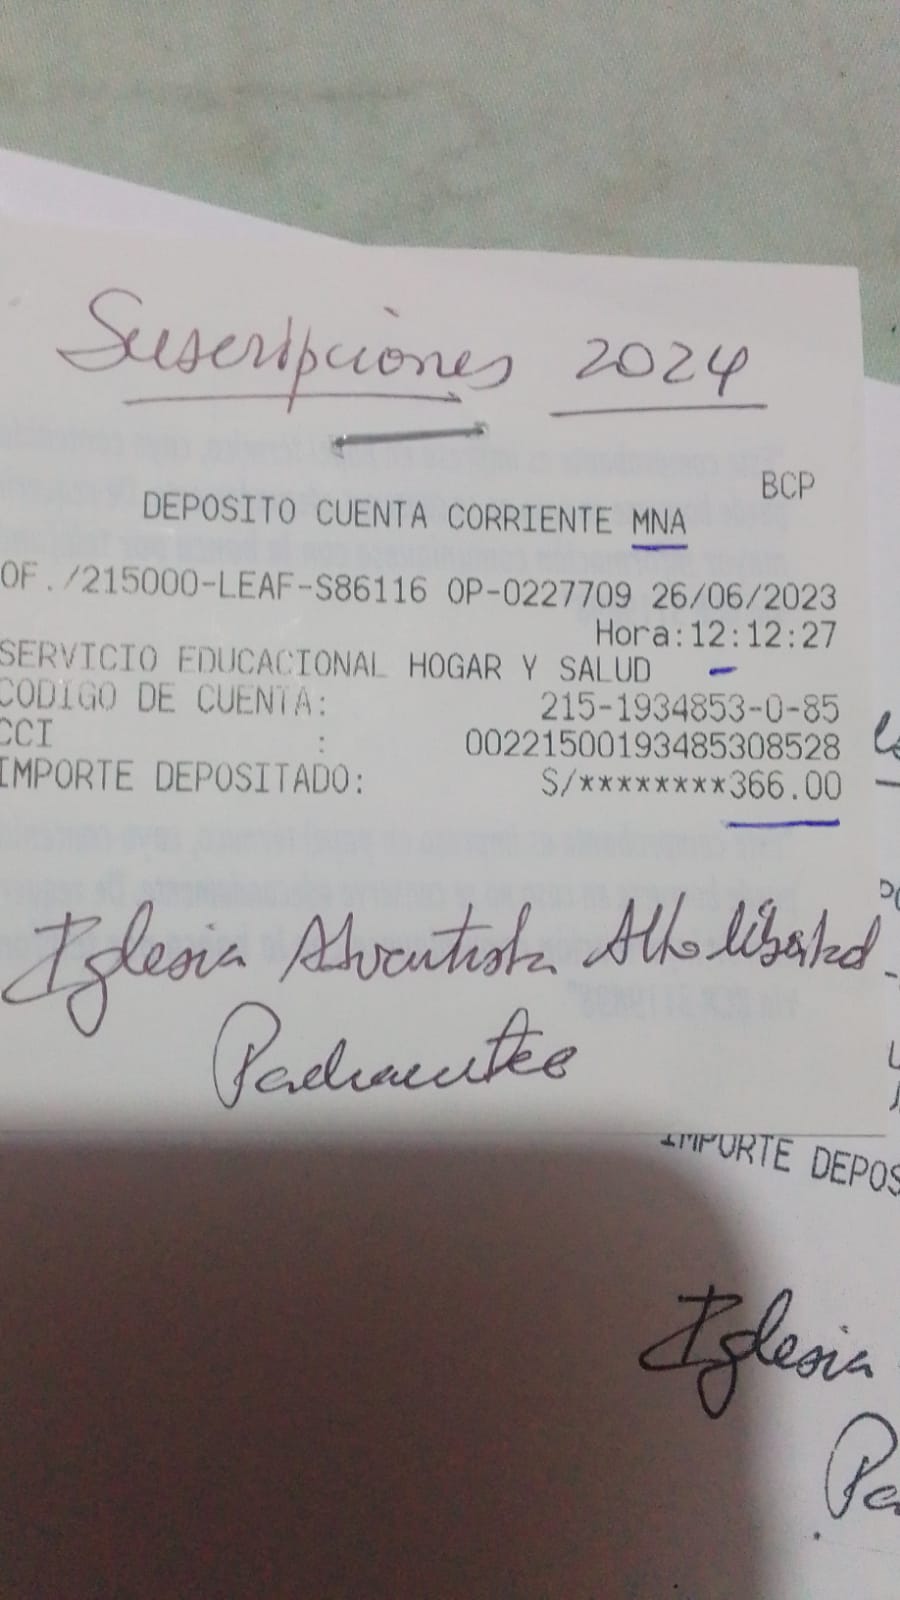 Suscripciones 2024
BCP
DEPOSITO CUENTA CORRIENTE MNA
OF./215000-LEAF-S86116 OP-0227709 26/06/2023
Hora:12:12:27
SERVICIO EDUCACIONAL HOGAR Y SALUD
CODIGO DE CUENTA: 215-1934853-0-85
CCI : 00221500193485308528
IMPORTE DEPOSITADO: S/********366.00
Iglesia Adventista Alto libertad
IMPORTE DEPOS
Iglesia